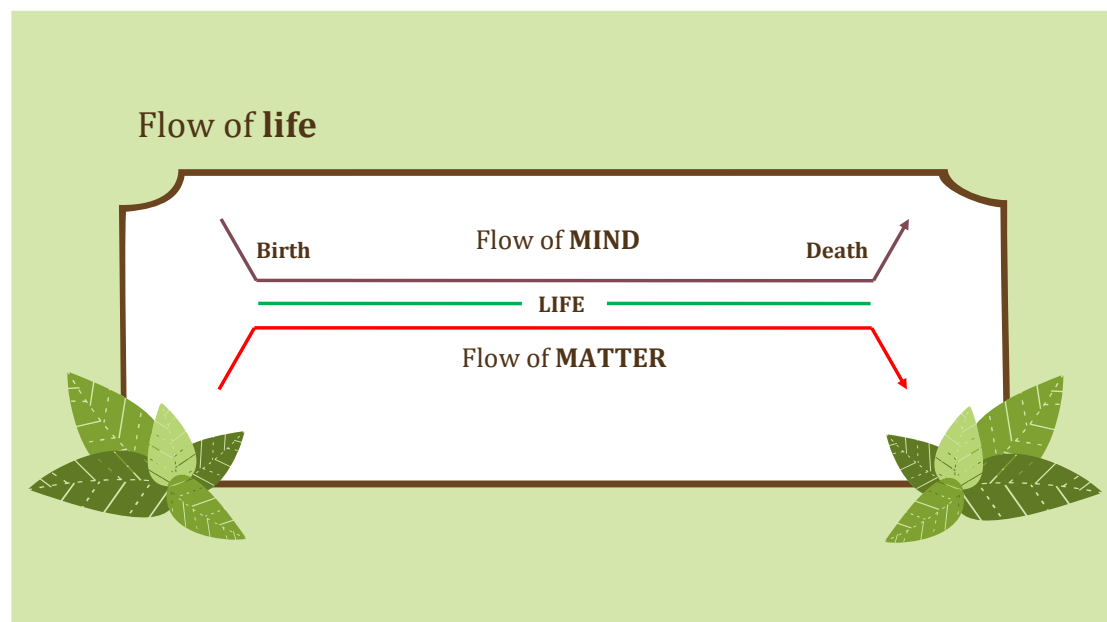 Flow of life
Flow of MIND
Birth
Death
LIFE
Flow of MATTER